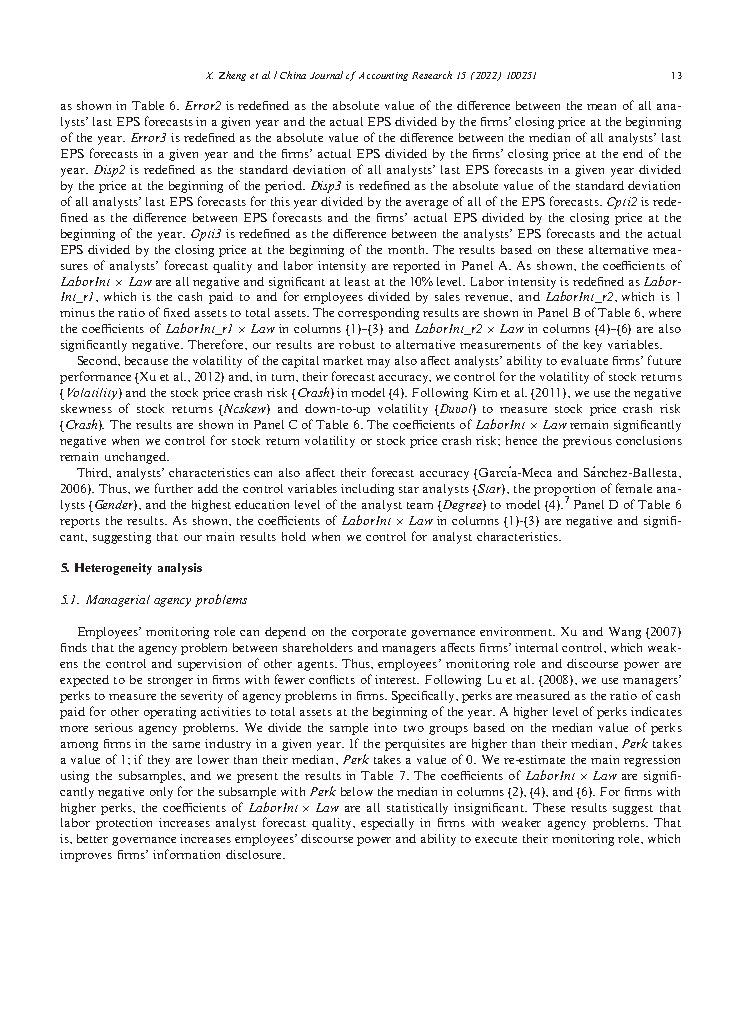 X. Zheng et al. / China Journal of Accounting Research 15 (2022) 100251 13
as shown in Table 6. Error2 is redefined as the absolute value of the difference between the mean of all ana-
lysts' last EPS forecasts in a given year and the actual EPS divided by the firms' closing price at the beginning
of the year. Error3 is redefined as the absolute value of the difference between the median of all analysts' last
EPS forecasts in a given year and the firms' actual EPS divided by the firms' closing price at the end of the
year. Disp2 is redefined as the standard deviation of all analysts' last EPS forecasts in a given year divided
by the price at the beginning of the period. Disp3 is redefined as the absolute value of the standard deviation
of all analysts' last EPS forecasts for this year divided by the average of all of the EPS forecasts. Opti2 is rede-
fined as the difference between EPS forecasts and the firms' actual EPS divided by the closing price at the
beginning of the year. Opti3 is redefined as the difference between the analysts' EPS forecasts and the actual
EPS divided by the closing price at the beginning of the month. The results based on these alternative mea-
sures of analysts' forecast quality and labor intensity are reported in Panel A. As shown, the coefficients of
LaborInt × Law are all negative and significant at least at the 10% level. Labor intensity is redefined as Labor-
Int_r1, which is the cash paid to and for employees divided by sales revenue, and LaborInt_r2, which is 1
minus the ratio of fixed assets to total assets. The corresponding results are shown in Panel B of Table 6, where
the coefficients of LaborInt_r1 × Law in columns (1)–(3) and LaborInt_r2 × Law in columns (4)–(6) are also
significantly negative. Therefore, our results are robust to alternative measurements of the key variables.
Second, because the volatility of the capital market may also affect analysts' ability to evaluate firms' future
performance (Xu et al., 2012) and, in turn, their forecast accuracy, we control for the volatility of stock returns
(Volatility) and the stock price crash risk (Crash) in model (4). Following Kim et al. (2011), we use the negative
skewness of stock returns (Ncskew) and down-to-up volatility (Duvol) to measure stock price crash risk
(Crash). The results are shown in Panel C of Table 6. The coefficients of LaborInt × Law remain significantly
negative when we control for stock return volatility or stock price crash risk; hence the previous conclusions
remain unchanged.
Third, analysts' characteristics can also affect their forecast accuracy (García-Meca and Sánchez-Ballesta,
2006). Thus, we further add the control variables including star analysts (Star), the proportion of female ana-
lysts (Gender), and the highest education level of the analyst team (Degree) to model (4).7 Panel D of Table 6
reports the results. As shown, the coefficients of LaborInt × Law in columns (1)-(3) are negative and signifi-
cant, suggesting that our main results hold when we control for analyst characteristics.
5. Heterogeneity analysis
5.1. Managerial agency problems
Employees' monitoring role can depend on the corporate governance environment. Xu and Wang (2007)
finds that the agency problem between shareholders and managers affects firms' internal control, which weak-
ens the control and supervision of other agents. Thus, employees' monitoring role and discourse power are
expected to be stronger in firms with fewer conflicts of interest. Following Lu et al. (2008), we use managers'
perks to measure the severity of agency problems in firms. Specifically, perks are measured as the ratio of cash
paid for other operating activities to total assets at the beginning of the year. A higher level of perks indicates
more serious agency problems. We divide the sample into two groups based on the median value of perks
among firms in the same industry in a given year. If the perquisites are higher than their median, Perk takes
a value of 1; if they are lower than their median, Perk takes a value of 0. We re-estimate the main regression
using the subsamples, and we present the results in Table 7. The coefficients of LaborInt × Law are signifi-
cantly negative only for the subsample with Perk below the median in columns (2), (4), and (6). For firms with
higher perks, the coefficients of LaborInt × Law are all statistically insignificant. These results suggest that
labor protection increases analyst forecast quality, especially in firms with weaker agency problems. That
is, better governance increases employees' discourse power and ability to execute their monitoring role, which
improves firms' information disclosure.